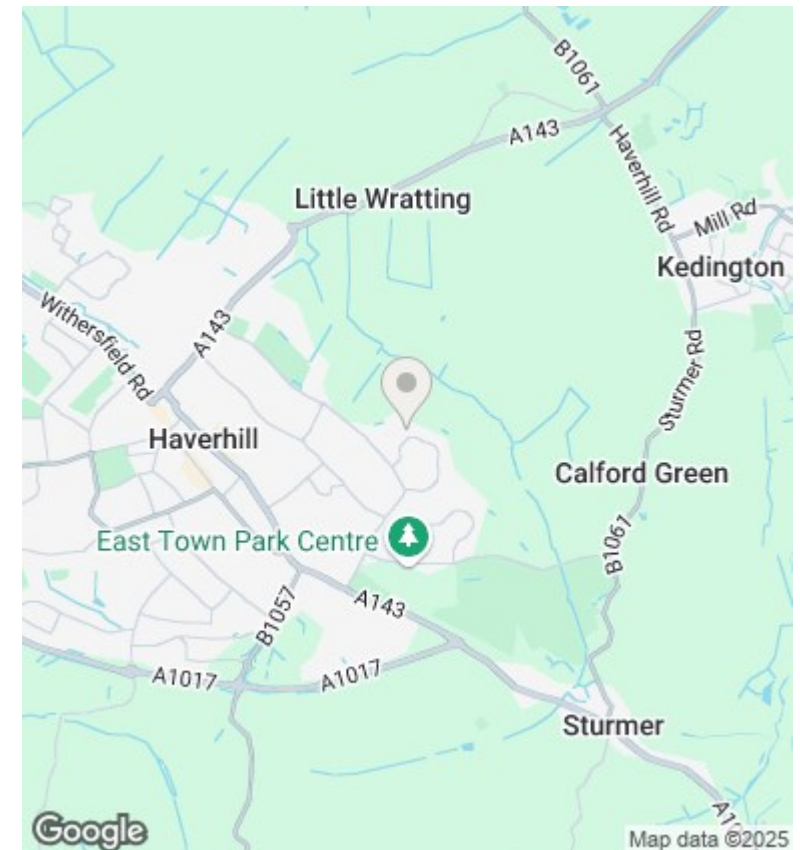 B1061
A143
Haverhill Rd
Little Wratting
Mill Rd
Kedington
Withersfield Rd
A143
Sturmer Rd
Haverhill
Calford Green
East Town Park Centre
B1061
A143
B1057
A1017
A1017
Sturmer
Google
Map data ©2025